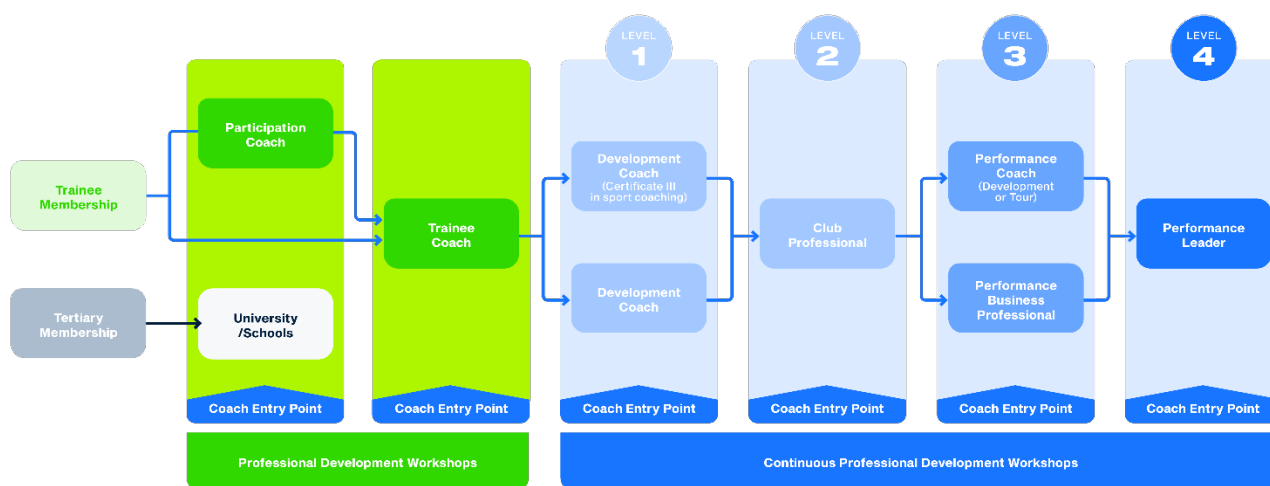 LEVEL
1
LEVEL
2
LEVEL
3
LEVEL
4
Participation
Coach
Trainee
Membership
Trainee
Coach
Tertiary
Membership
University
/Schools
Development
Coach
(Certificate III
in sport coaching)
Development
Coach
Club
Professional
Performance
Coach
(Development
or Tour)
Performance
Business
Professional
Performance
Leader
Coach Entry Point
Coach Entry Point
Coach Entry Point
Coach Entry Point
Coach Entry Point
Coach Entry Point
Professional Development Workshops
Continuous Professional Development Workshops